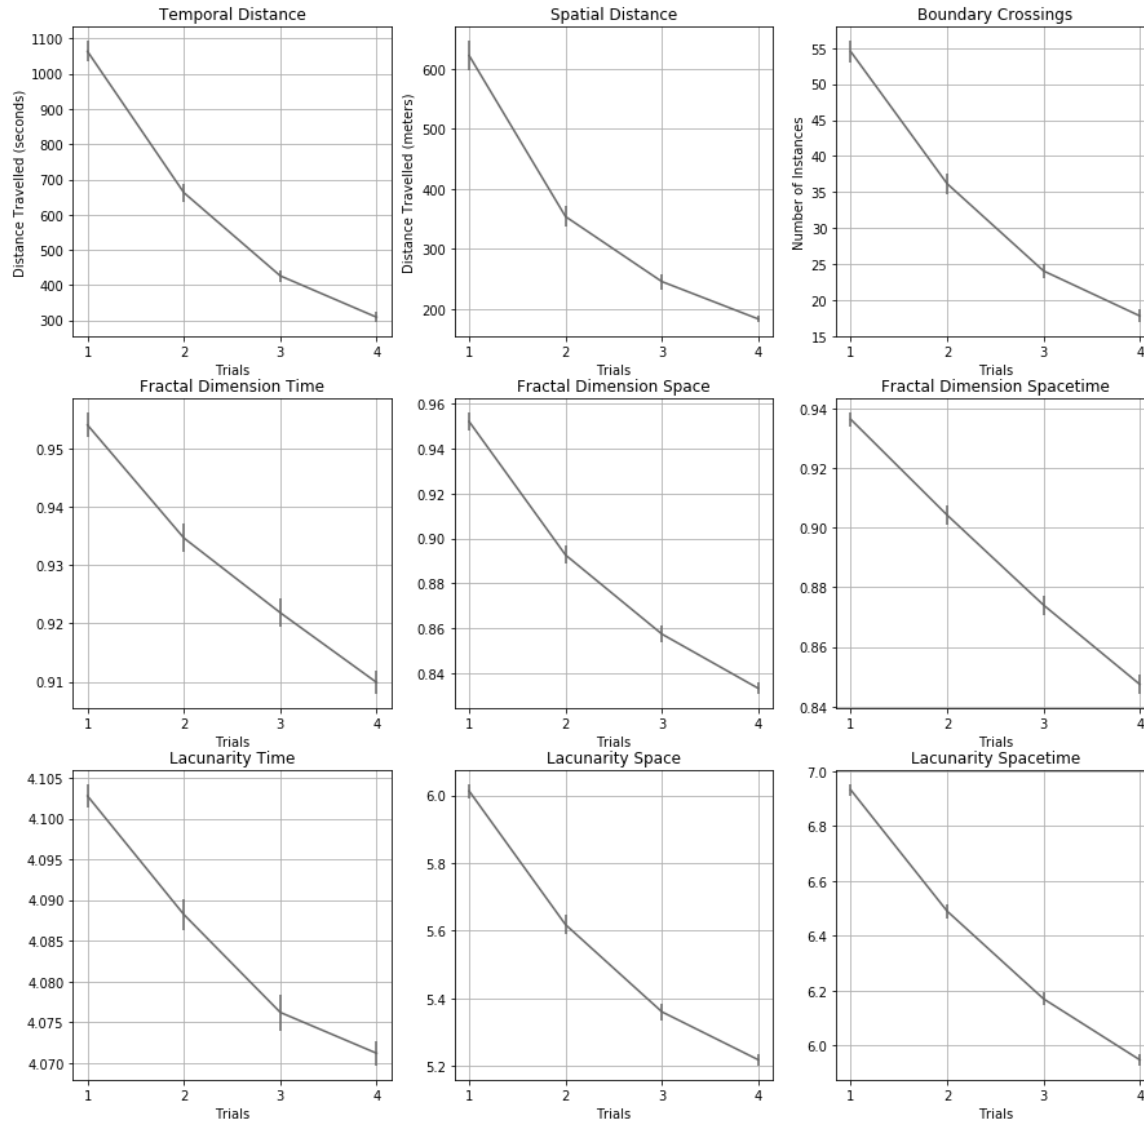 Temporal Distance
Spatial Distance
Boundary Crossings
Distance Travelled (seconds)
1100
1000
900
800
700
600
500
400
300
1 2 3 4
Trials
Distance Travelled (meters)
600
500
400
300
200
1 2 3 4
Trials
Number of Instances
55
50
45
40
35
30
25
20
15
1 2 3 4
Trials
Fractal Dimension Time
Fractal Dimension Space
Fractal Dimension Spacetime
0.95
0.94
0.93
0.92
0.91
1 2 3 4
Trials
0.96
0.94
0.92
0.90
0.88
0.86
0.84
1 2 3 4
Trials
0.94
0.92
0.90
0.88
0.86
0.84
1 2 3 4
Trials
Lacunarity Time
Lacunarity Space
Lacunarity Spacetime
4.105
4.100
4.095
4.090
4.085
4.080
4.075
4.070
1 2 3 4
Trials
6.0
5.8
5.6
5.4
5.2
1 2 3 4
Trials
7.0
6.8
6.6
6.4
6.2
6.0
1 2 3 4
Trials